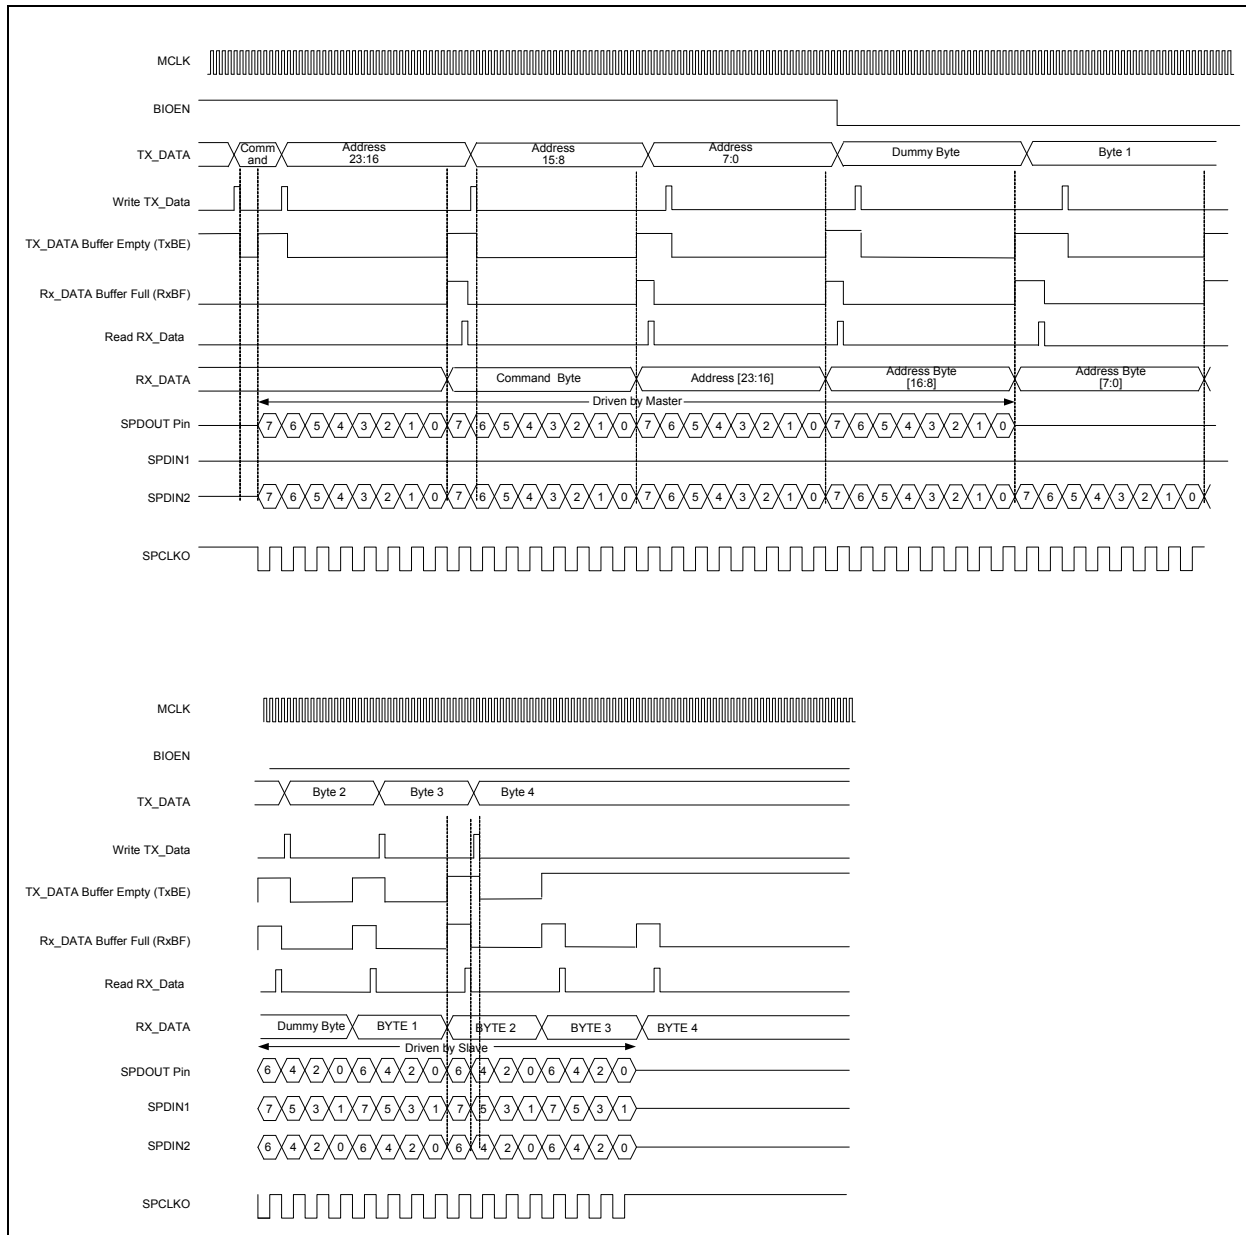 MCLK
BIOEN
TX_DATA
Comm
and
Address
23:16
Address
15:8
Address
7:0
Dummy Byte
Byte 1
Write TX_Data
TX_DATA Buffer Empty (TxBE)
Rx_DATA Buffer Full (RxBF)
Read RX_Data
RX_DATA
Command Byte
Address [23:16]
Address Byte
[16:8]
Address Byte
[7:0]
Driven by Master
SPDOUT Pin
7 6 5 4 3 2 1 0 7 6 5 4 3 2 1 0 7 6 5 4 3 2 1 0 7 6 5 4 3 2 1 0
SPDIN1
SPDIN2
7 6 5 4 3 2 1 0 7 6 5 4 3 2 1 0 7 6 5 4 3 2 1 0 7 6 5 4 3 2 1 0 7 6 5 4 3 2 1 0
SPCLKO
MCLK
BIOEN
TX_DATA
Byte 2
Byte 3
Byte 4
Write TX_Data
TX_DATA Buffer Empty (TxBE)
Rx_DATA Buffer Full (RxBF)
Read RX_Data
RX_DATA
Dummy Byte
BYTE 1
BYTE 2
BYTE 3
BYTE 4
Driven by Slave
SPDOUT Pin
6 4 2 0 6 4 2 0 6 4 2 0 6 4 2 0
SPDIN1
7 5 3 1 7 5 3 1 7 5 3 1 7 5 3 1
SPDIN2
6 4 2 0 6 4 2 0 6 4 2 0 6 4 2 0
SPCLKO